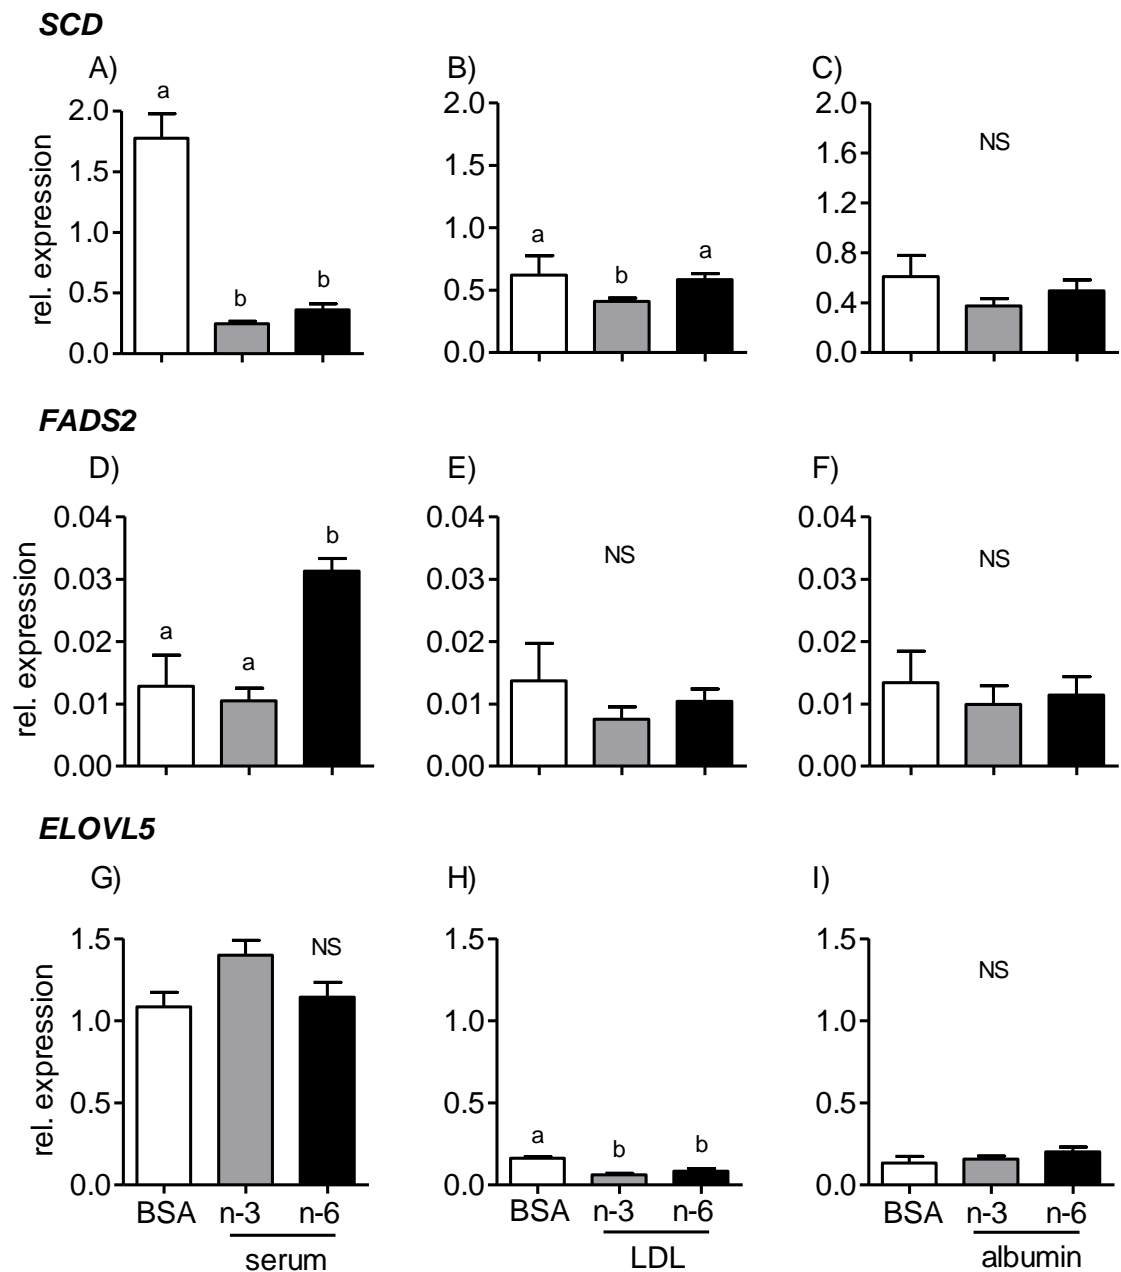 SCD
A)
B)
C)
rel. expression
2.0
1.5
1.0
0.5
0.0
a
b
b
2.0
1.5
1.0
0.5
0.0
a
b
a
2.0
1.6
1.2
0.8
0.4
0.0
NS
FADS2
D)
E)
F)
rel. expression
0.04
0.03
0.02
0.01
0.00
a
a
b
0.04
0.03
0.02
0.01
0.00
NS
0.04
0.03
0.02
0.01
0.00
NS
ELOVL5
G)
H)
I)
rel. expression
1.5
1.0
0.5
0.0
NS
1.5
1.0
0.5
0.0
a
b
b
1.5
1.0
0.5
0.0
NS
BSA n-3 n-6
serum
BSA n-3 n-6
LDL
BSA n-3 n-6
albumin